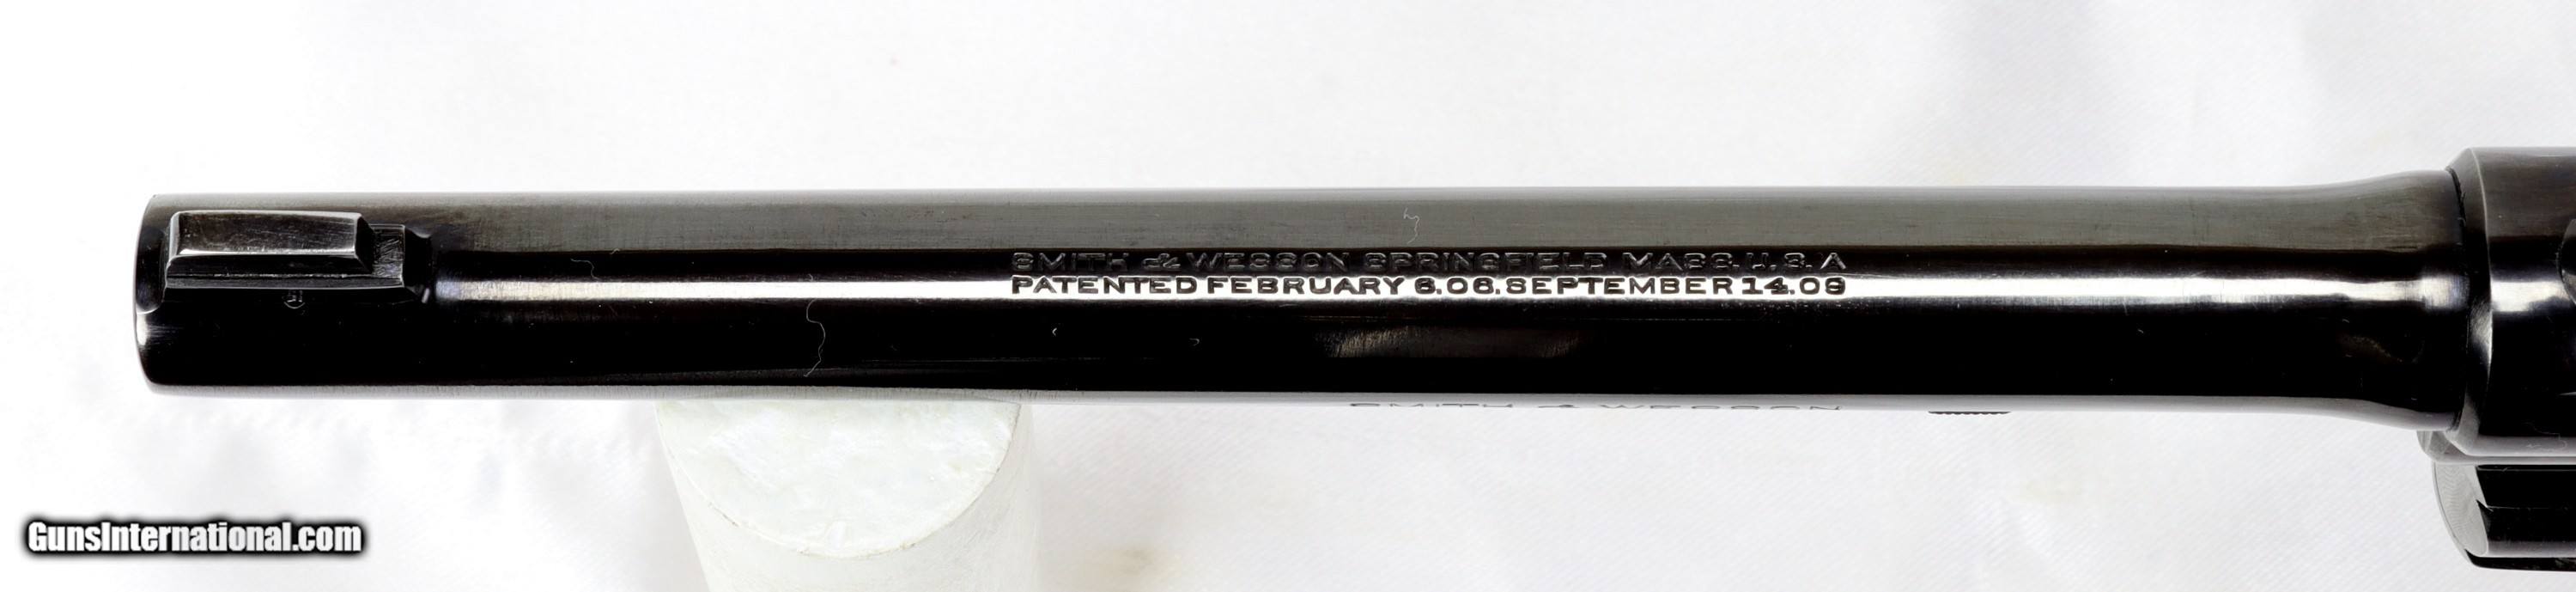 SMITH & WESSON SPRINGFIELD MASS. U. S. A
PATENTED FEBRUARY 6.06. SEPTEMBER 14.09
SMITH & WESSON
GunsInternational.com